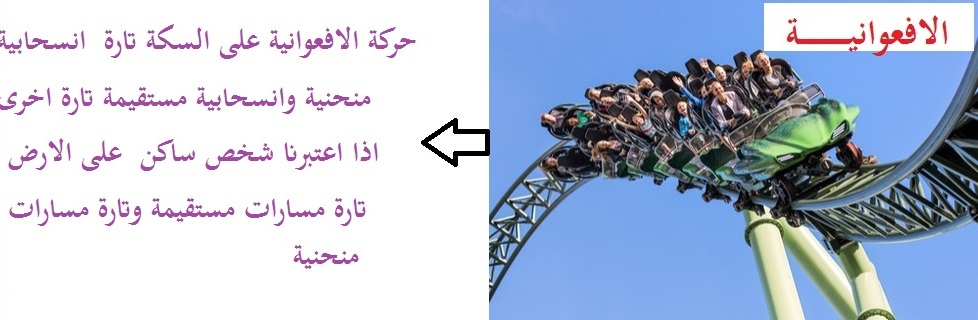 الافعوانيـــــة
حركة الافعوانية على السكة تارة انسحابية
منحنية وانسحابية مستقيمة تارة اخرى
اذا اعتبرنا شخص ساكن على الارض
تارة مسارات مستقيمة وتارة مسارات
منحنية